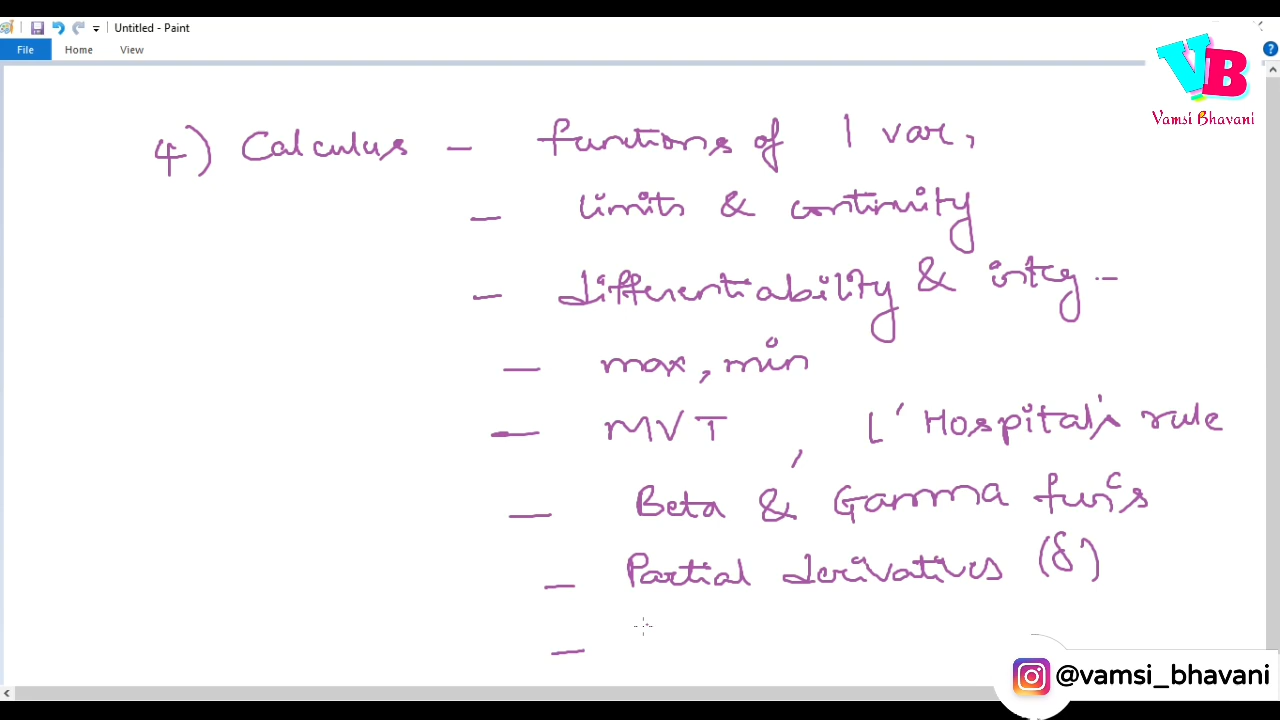 Untitled - Paint
File Home View
VB
Vamsi Bhavani
4) Calculus - functions of 1 var,
- limits & continuity
- differentiability & integ -
- max, min
- MVT , L'Hospital's rule
- Beta & Gamma funcs
- Partial derivatives (δ)
-
@vamsi_bhavani